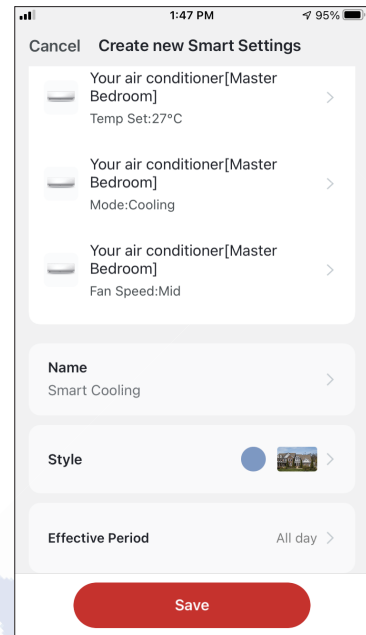 1:47 PM 95%
Cancel Create new Smart Settings
Your air conditioner[Master
Bedroom]
Temp Set:27°C
Your air conditioner[Master
Bedroom]
Mode:Cooling
Your air conditioner[Master
Bedroom]
Fan Speed:Mid
Name
Smart Cooling
Style
Effective Period All day
Save